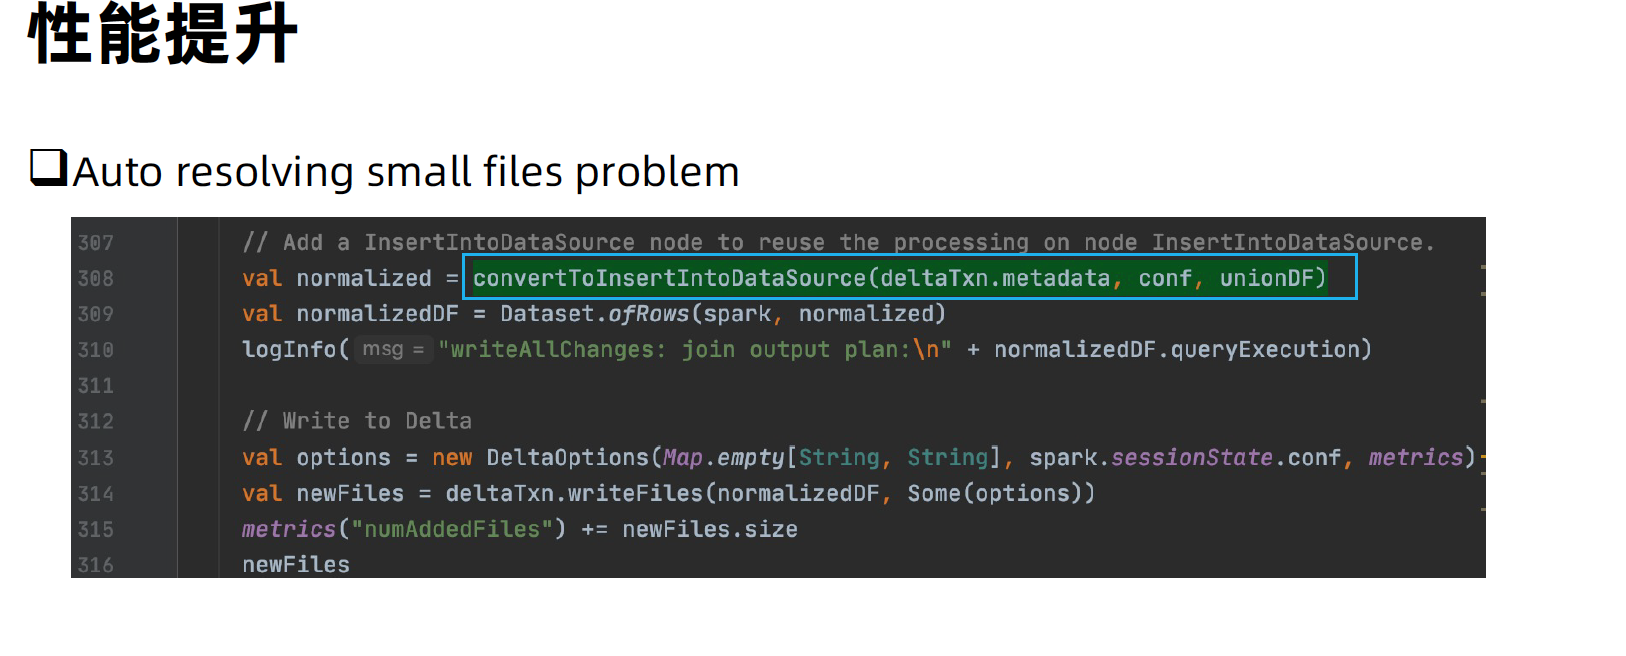 性能提升
❑Auto resolving small files problem
307 // Add a InsertIntoDataSource node to reuse the processing on node InsertIntoDataSource.
308 val normalized = convertToInsertIntoDataSource(deltaTxn.metadata, conf, unionDF)
309 val normalizedDF = Dataset.ofRows(spark, normalized)
310 logInfo( msg = "writeAllChanges: join output plan:\n" + normalizedDF.queryExecution)
311
312 // Write to Delta
313 val options = new DeltaOptions(Map.empty[String, String], spark.sessionState.conf, metrics)
314 val newFiles = deltaTxn.writeFiles(normalizedDF, Some(options))
315 metrics("numAddedFiles") += newFiles.size
316 newFiles